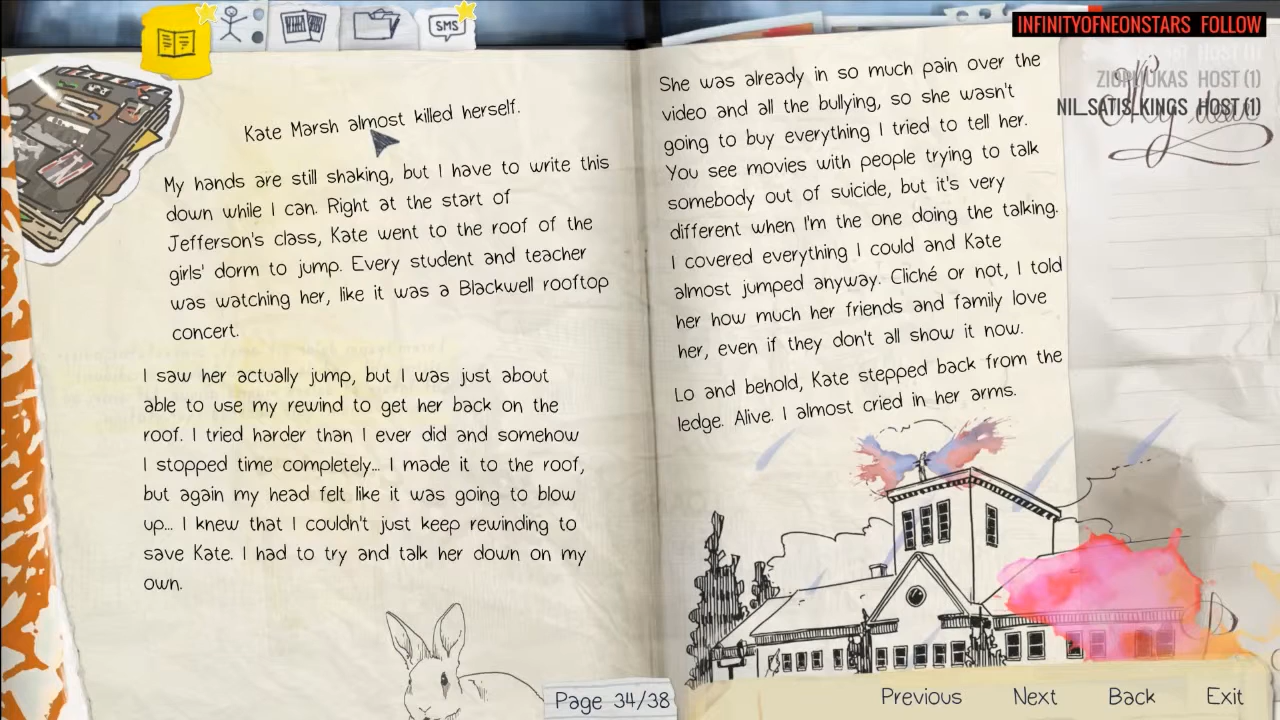 SMS
INFINITYOFNEONSTARS FOLLOW
HOST (1)
HOST (1)
NIL_SATIS_KINGS HOST (1)
Kate Marsh almost killed herself.
My hands are still shaking, but I have to write this
down while I can. Right at the start of
Jefferson's class, Kate went to the roof of the
girls' dorm to jump. Every student and teacher
was watching her, like it was a Blackwell rooftop
concert.
I saw her actually jump, but I was just about
able to use my rewind to get her back on the
roof. I tried harder than I ever did and somehow
I stopped time completely... I made it to the roof,
but again my head felt like it was going to blow
up... I knew that I couldn't just keep rewinding to
save Kate. I had to try and talk her down on my
own.
She was already in so much pain over the
video and all the bullying, so she wasn't
going to buy everything I tried to tell her.
You see movies with people trying to talk
somebody out of suicide, but it's very
different when I'm the one doing the talking.
I covered everything I could and Kate
almost jumped anyway. Cliché or not, I told
her how much her friends and family love
her, even if they don't all show it now.
Lo and behold, Kate stepped back from the
ledge. Alive. I almost cried in her arms.
Page 34/38
Previous Next Back Exit